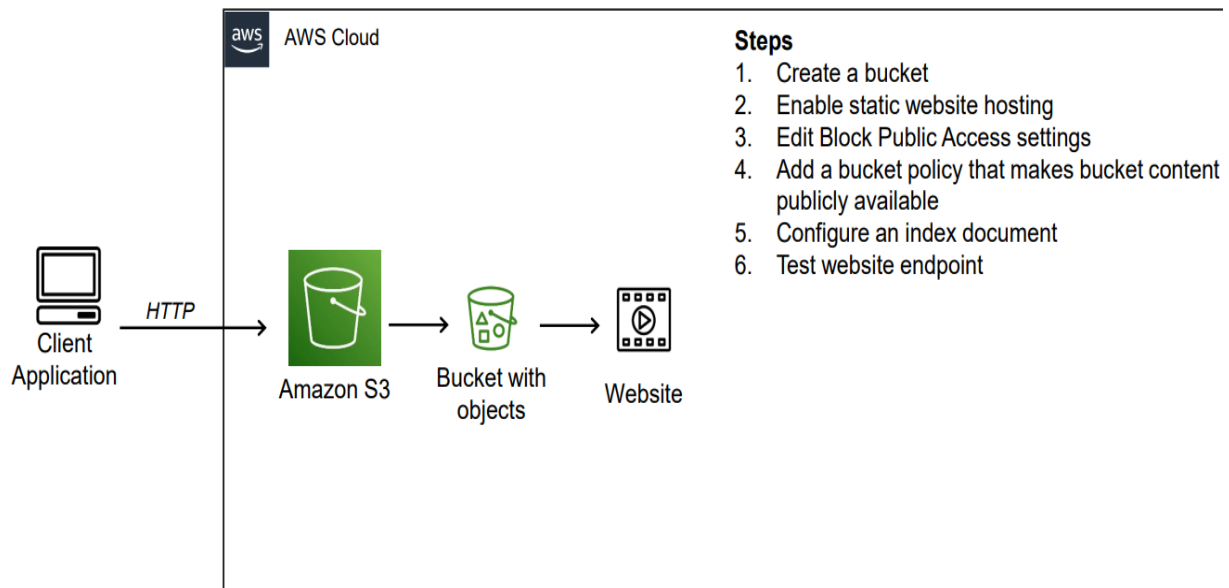 aws
AWS Cloud
Steps
1. Create a bucket
2. Enable static website hosting
3. Edit Block Public Access settings
4. Add a bucket policy that makes bucket content
publicly available
5. Configure an index document
6. Test website endpoint
HTTP
Client
Application
Amazon S3
Bucket with
objects
Website